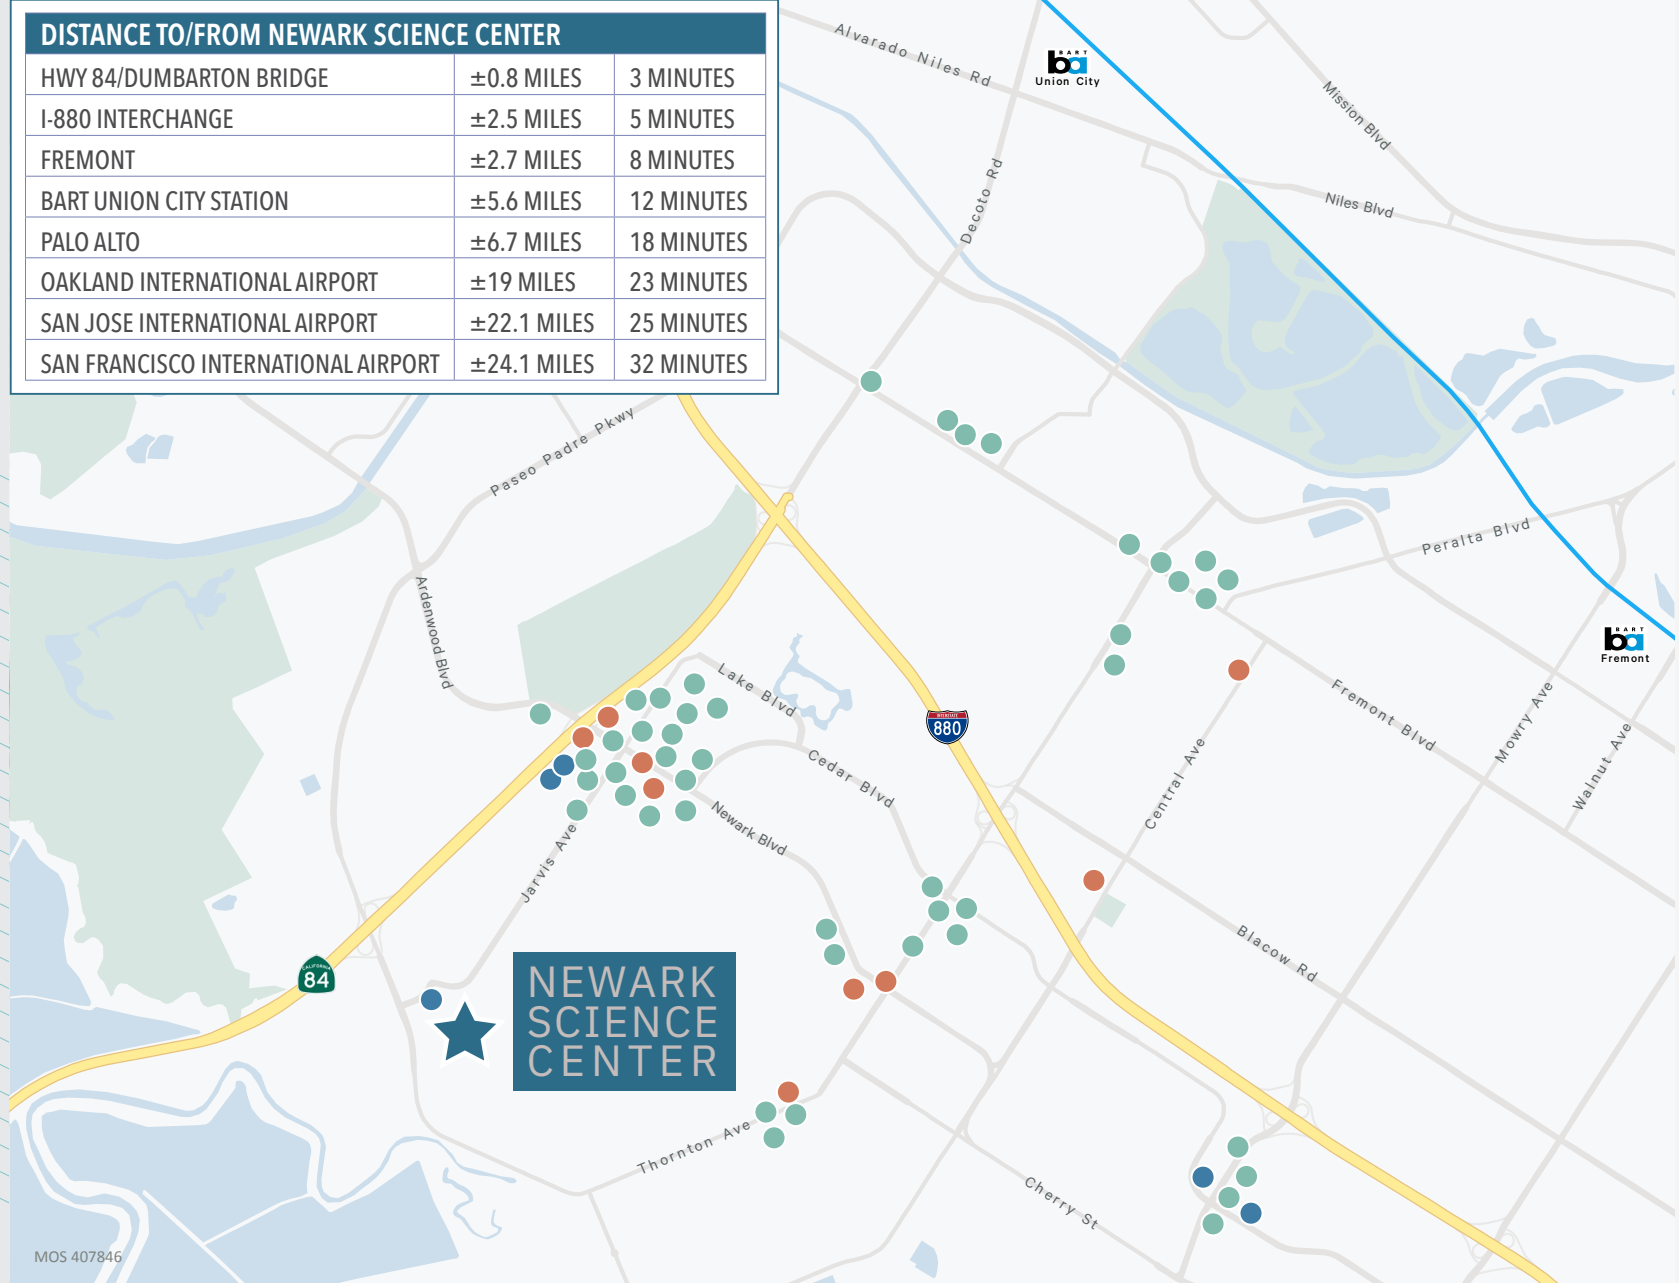 DISTANCE TO/FROM NEWARK SCIENCE CENTER
HWY 84/DUMBARTON BRIDGE ±0.8 MILES 3 MINUTES
I-880 INTERCHANGE ±2.5 MILES 5 MINUTES
FREMONT ±2.7 MILES 8 MINUTES
BART UNION CITY STATION ±5.6 MILES 12 MINUTES
PALO ALTO ±6.7 MILES 18 MINUTES
OAKLAND INTERNATIONAL AIRPORT ±19 MILES 23 MINUTES
SAN JOSE INTERNATIONAL AIRPORT ±22.1 MILES 25 MINUTES
SAN FRANCISCO INTERNATIONAL AIRPORT ±24.1 MILES 32 MINUTES
Alvarado Niles Rd
BART
ba
Union City
Mission Blvd
Decoto Rd
Niles Blvd
Paseo Padre Pkwy
Peralta Blvd
Ardenwood Blvd
BART
ba
Fremont
Lake Blvd
Fremont Blvd
Mowry Ave
Walnut Ave
INTERSTATE
880
Central Ave
Cedar Blvd
Newark Blvd
Jarvis Ave
Blacow Rd
CALIFORNIA
84
NEWARK
SCIENCE
CENTER
Thornton Ave
Cherry St
MOS 407846